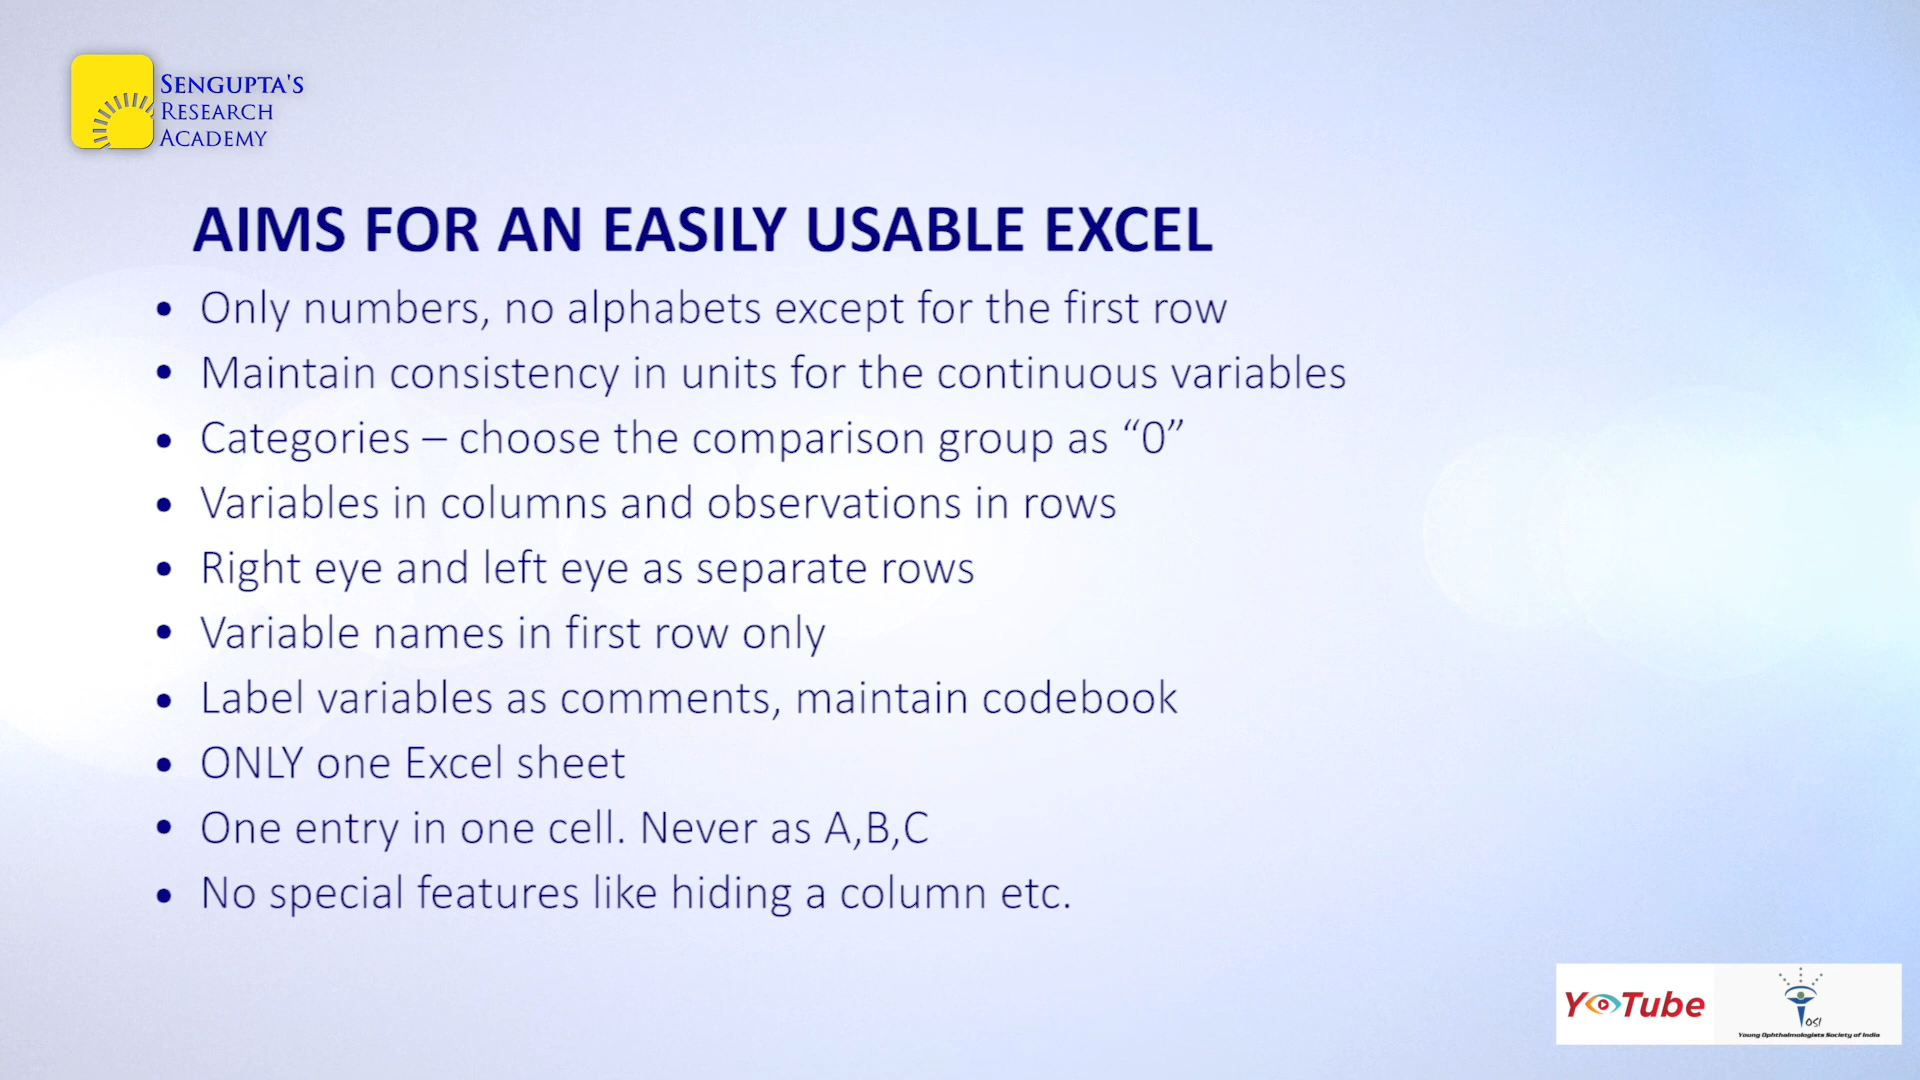 SENGUPTA'S
RESEARCH
ACADEMY
AIMS FOR AN EASILY USABLE EXCEL
• Only numbers, no alphabets except for the first row
• Maintain consistency in units for the continuous variables
• Categories – choose the comparison group as “0”
• Variables in columns and observations in rows
• Right eye and left eye as separate rows
• Variable names in first row only
• Label variables as comments, maintain codebook
• ONLY one Excel sheet
• One entry in one cell. Never as A,B,C
• No special features like hiding a column etc.
YOTube
YOSI
Young Ophthalmologists Society of India